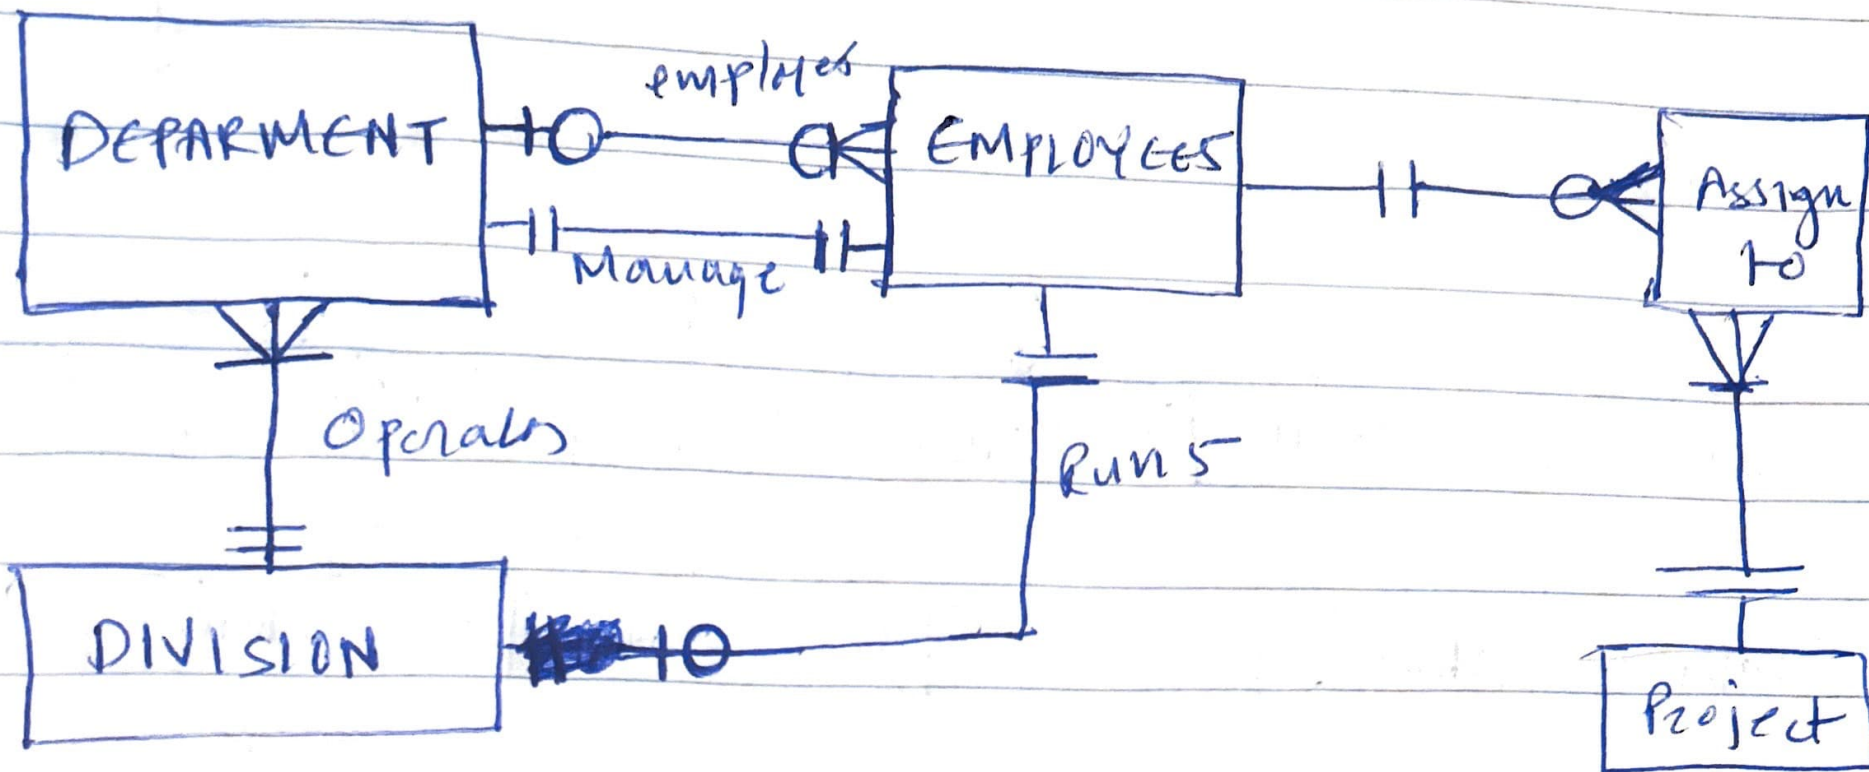 employes
DEPARMENT
EMPLOYEES
Assign
to
Manage
Operates
Runs
DIVISION
Project